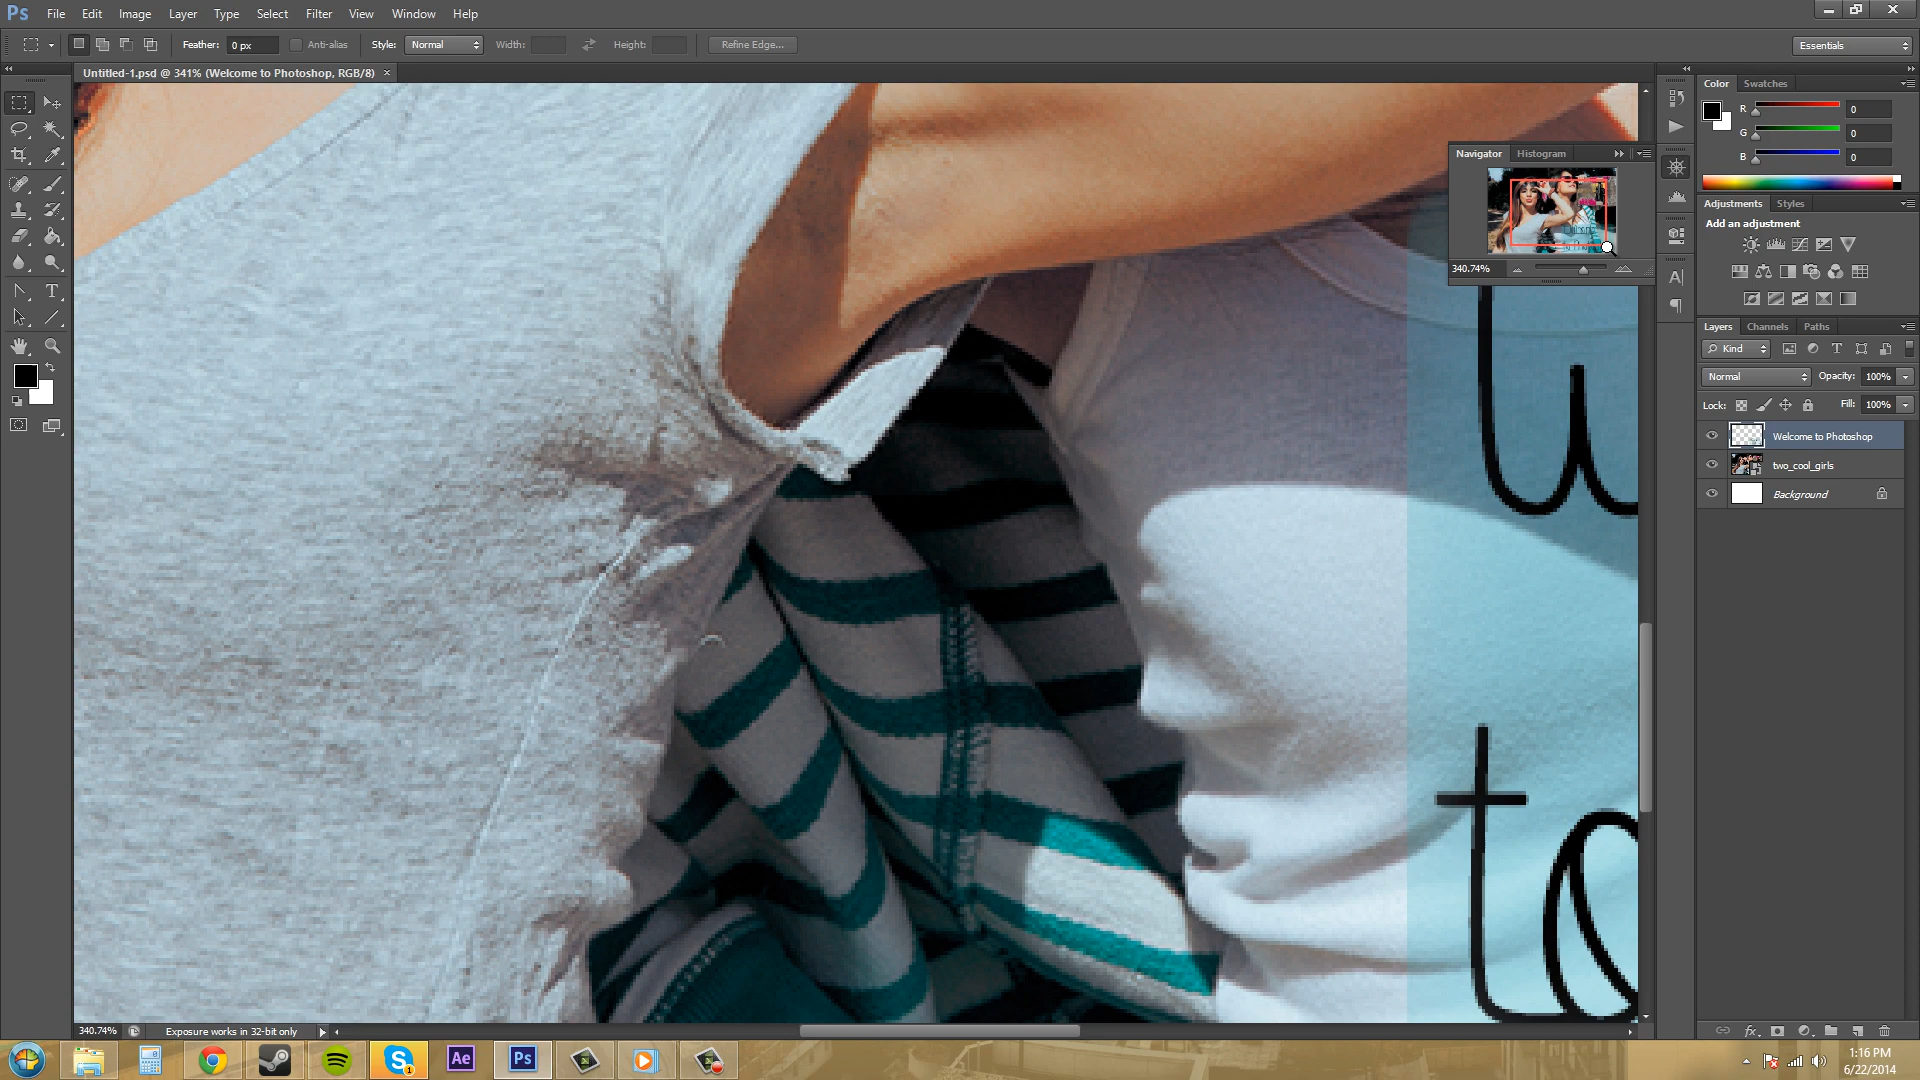 Ps File Edit Image Layer Type Select Filter View Window Help
Feather: 0 px Anti-alias Style: Normal Width: Height: Refine Edge... Essentials
Untitled-1.psd @ 341% (Welcome to Photoshop, RGB/8) ×
Color Swatches
R 0
G 0
B 0
Navigator Histogram
340.74%
Adjustments Styles
Add an adjustment
Layers Channels Paths
Kind
Normal Opacity: 100%
Lock: Fill: 100%
Welcome to Photoshop
two_cool_girls
Background
u
to
340.74% Exposure works in 32-bit only
Ae Ps
1:16 PM
6/22/2014